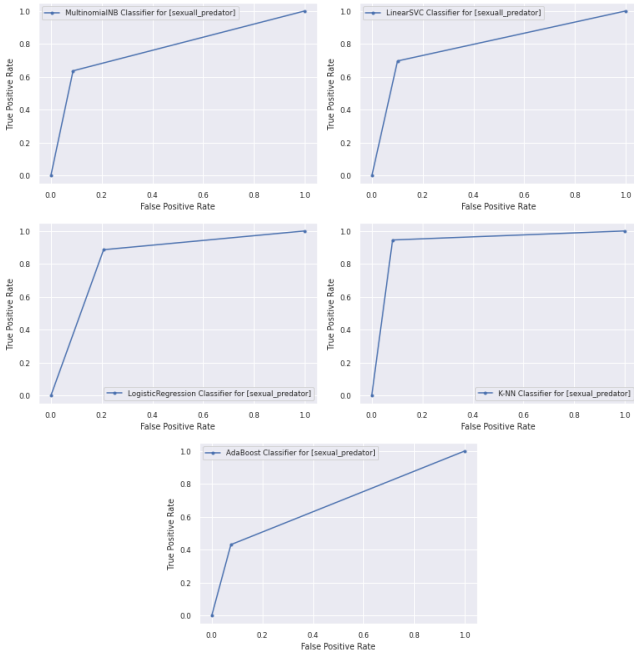 MultinomialNB Classifier for [sexuall_predator]
True Positive Rate
1.0
0.8
0.6
0.4
0.2
0.0
0.0 0.2 0.4 0.6 0.8 1.0
False Positive Rate
LinearSVC Classifier for [sexuall_predator]
True Positive Rate
1.0
0.8
0.6
0.4
0.2
0.0
0.0 0.2 0.4 0.6 0.8 1.0
False Positive Rate
True Positive Rate
1.0
0.8
0.6
0.4
0.2
0.0
LogisticRegression Classifier for [sexual_predator]
0.0 0.2 0.4 0.6 0.8 1.0
False Positive Rate
True Positive Rate
1.0
0.8
0.6
0.4
0.2
0.0
K-NN Classifier for [sexual_predator]
0.0 0.2 0.4 0.6 0.8 1.0
False Positive Rate
AdaBoost Classifier for [sexual_predator]
True Positive Rate
1.0
0.8
0.6
0.4
0.2
0.0
0.0 0.2 0.4 0.6 0.8 1.0
False Positive Rate